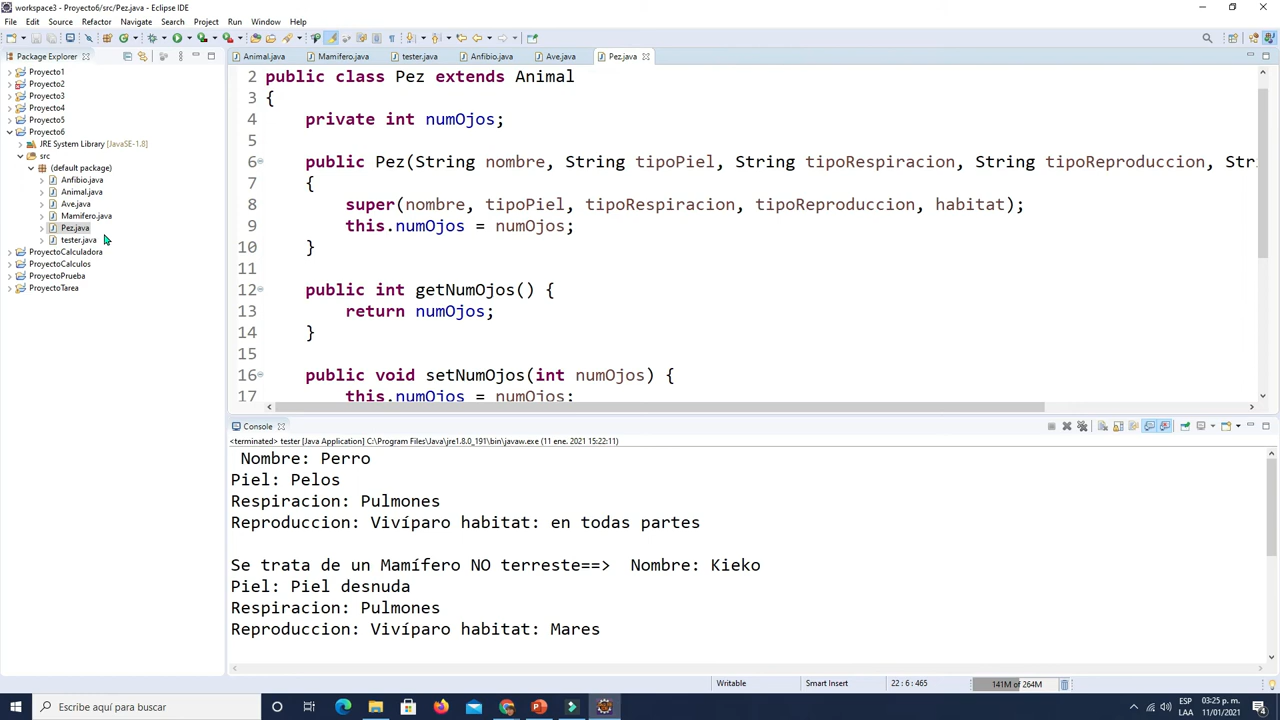 workspace3 - Proyecto6/src/Pez.java - Eclipse IDE
File Edit Source Refactor Navigate Search Project Run Window Help
Package Explorer
Proyecto1
Proyecto2
Proyecto3
Proyecto4
Proyecto5
Proyecto6
JRE System Library [JavaSE-1.8]
src
(default package)
Anfibio.java
Animal.java
Ave.java
Mamifero.java
Pez.java
tester.java
ProyectoCalculadora
ProyectoCalculos
ProyectoPrueba
ProyectoTarea
Animal.java Mamifero.java tester.java Anfibio.java Ave.java Pez.java
2 public class Pez extends Animal
3 {
4 private int numOjos;
5
6 public Pez(String nombre, String tipoPiel, String tipoRespiracion, String tipoReproduccion, Str
7 {
8 super(nombre, tipoPiel, tipoRespiracion, tipoReproduccion, habitat);
9 this.numOjos = numOjos;
10 }
11
12 public int getNumOjos() {
13 return numOjos;
14 }
15
16 public void setNumOjos(int numOjos) {
17 this.numOjos = numOjos;
Console
<terminated> tester [Java Application] C:\Program Files\Java\jre1.8.0_191\bin\javaw.exe (11 ene. 2021 15:22:11)
Nombre: Perro
Piel: Pelos
Respiracion: Pulmones
Reproduccion: Vivíparo habitat: en todas partes
Se trata de un Mamífero NO terreste==> Nombre: Kieko
Piel: Piel desnuda
Respiracion: Pulmones
Reproduccion: Vivíparo habitat: Mares
Writable Smart Insert 22 : 6 : 465 141M of 264M
Escribe aquí para buscar
ESP 03:25 p. m.
LAA 11/01/2021
4